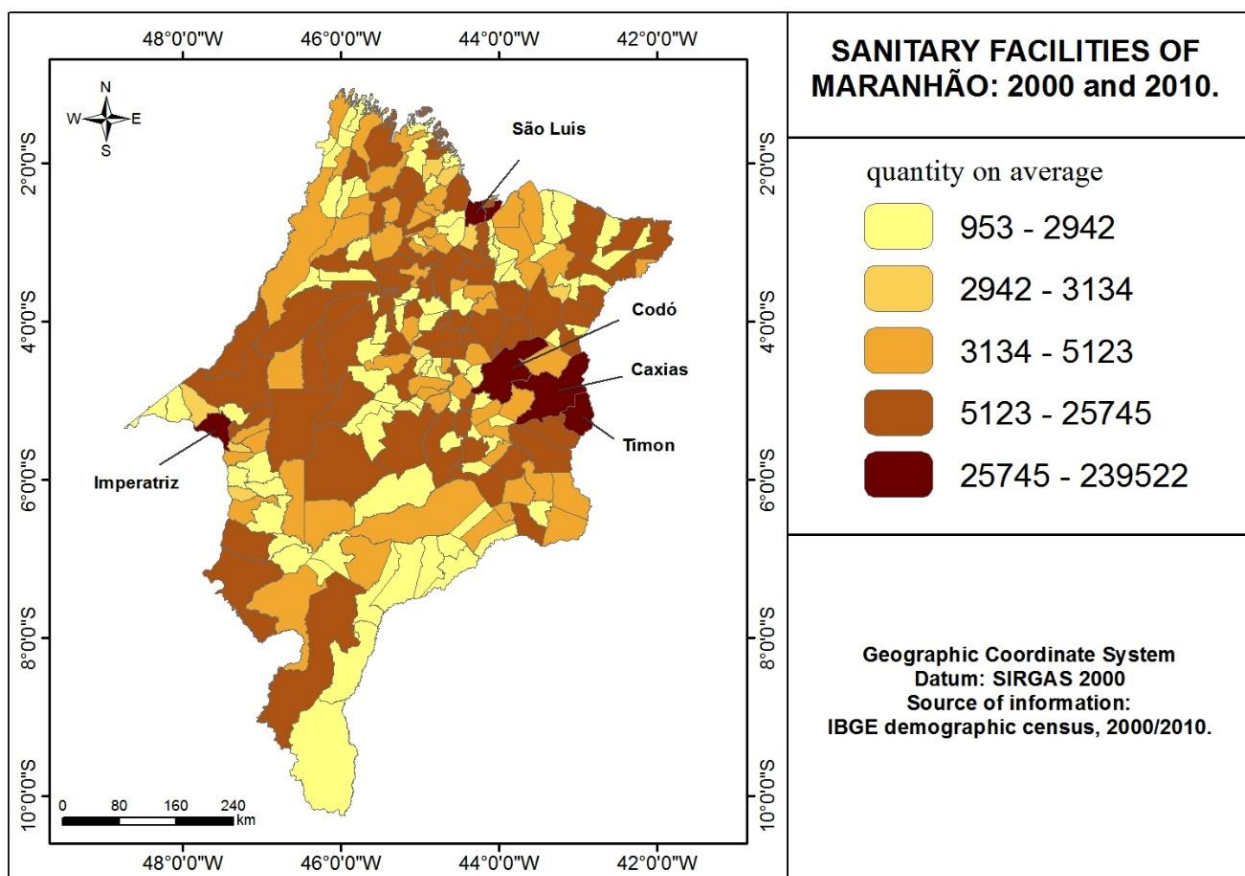 48°0'0"W 46°0'0"W 44°0'0"W 42°0'0"W
N
W E
S
2°0'0"S 2°0'0"S
4°0'0"S 4°0'0"S
6°0'0"S 6°0'0"S
8°0'0"S 8°0'0"S
10°0'0"S 10°0'0"S
São Luís
Codó
Caxias
Timon
Imperatriz
0 80 160 240
km
48°0'0"W 46°0'0"W 44°0'0"W 42°0'0"W
SANITARY FACILITIES OF
MARANHÃO: 2000 and 2010.
quantity on average
953 - 2942
2942 - 3134
3134 - 5123
5123 - 25745
25745 - 239522
Geographic Coordinate System
Datum: SIRGAS 2000
Source of information:
IBGE demographic census, 2000/2010.